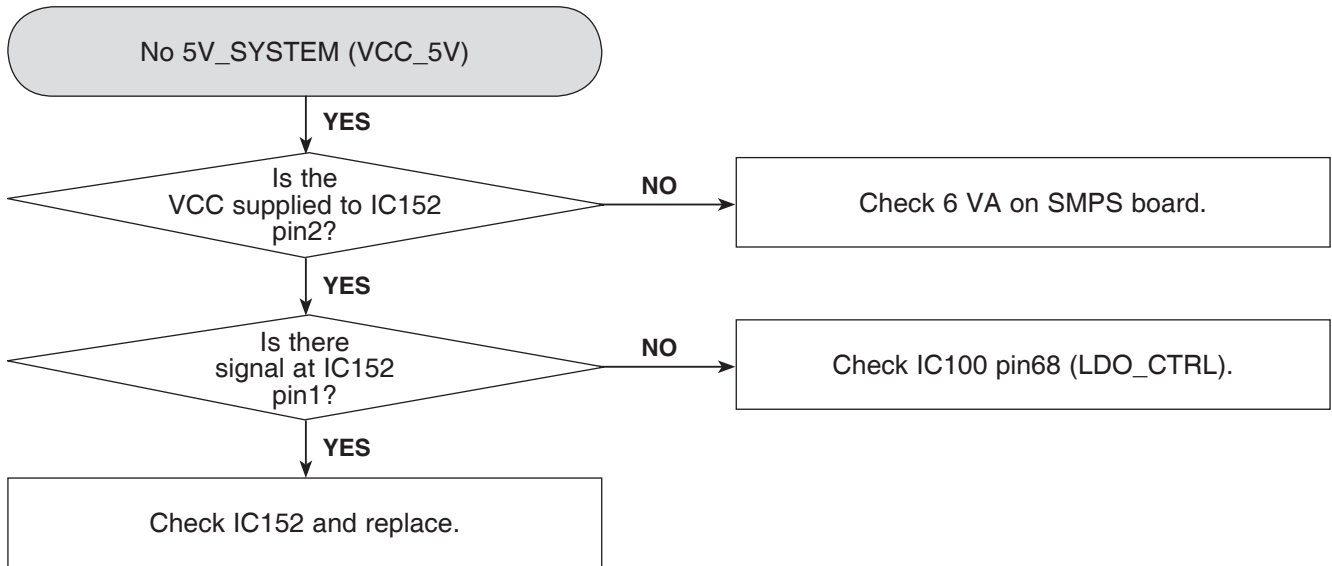 No 5V_SYSTEM (VCC_5V)
YES
Is the
VCC supplied to IC152
pin2?
NO
Check 6 VA on SMPS board.
YES
Is there
signal at IC152
pin1?
NO
Check IC100 pin68 (LDO_CTRL).
YES
Check IC152 and replace.